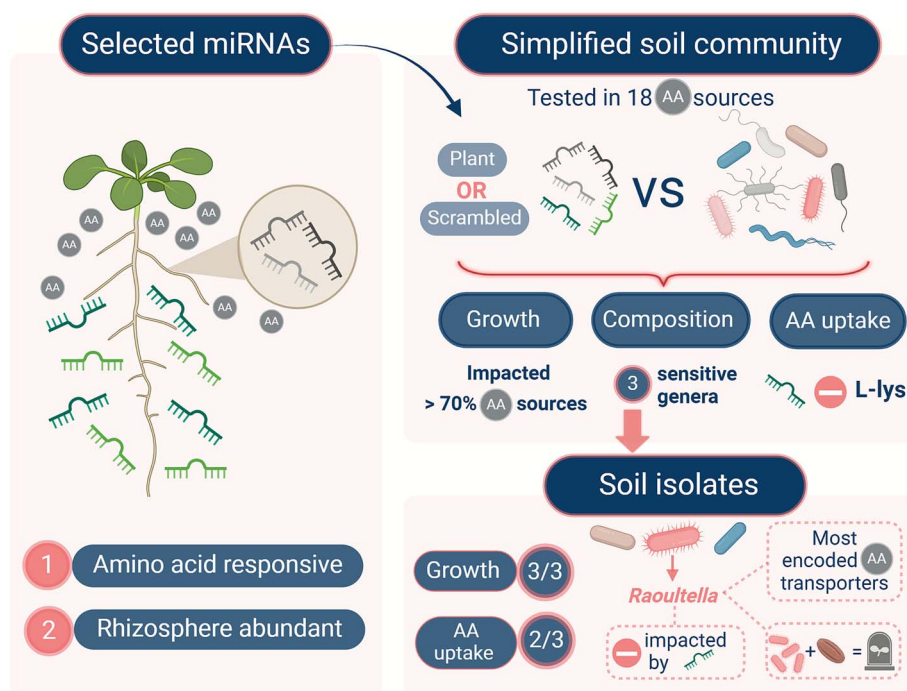 Selected miRNAs
AA
AA
AA
AA
AA
AA
AA
AA
1 Amino acid responsive
2 Rhizosphere abundant
Simplified soil community
Tested in 18 AA sources
Plant
OR
Scrambled
VS
Growth
Composition
AA uptake
Impacted
> 70% AA sources
3 sensitive
genera
L-lys
Soil isolates
Growth 3/3
AA
uptake
2/3
Raoultella
Most
encoded AA
transporters
impacted
by
+ =